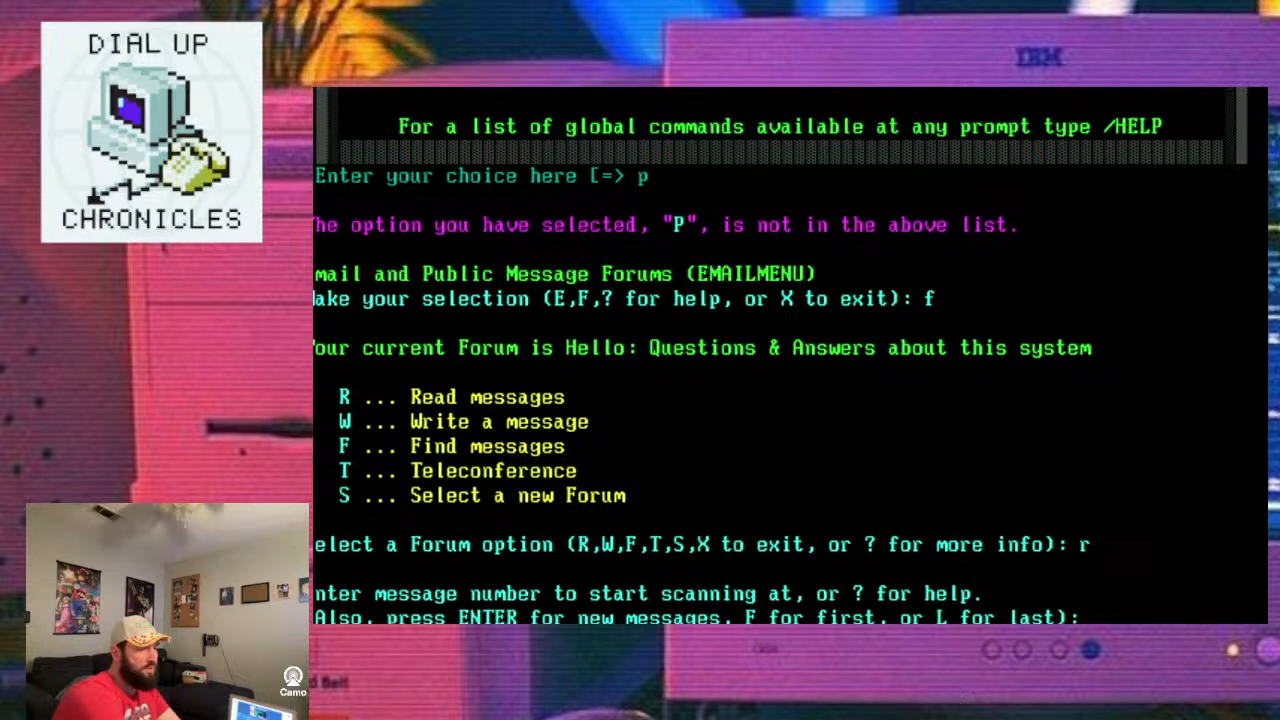 DIAL UP
CHRONICLES
IBM
For a list of global commands available at any prompt type /HELP
Enter your choice here [=> p
he option you have selected, "P", is not in the above list.
mail and Public Message Forums (EMAILMENU)
ake your selection (E,F,? for help, or X to exit): f
our current Forum is Hello: Questions & Answers about this system
R ... Read messages
W ... Write a message
F ... Find messages
T ... Teleconference
S ... Select a new Forum
elect a Forum option (R,W,F,T,S,X to exit, or ? for more info): r
nter message number to start scanning at, or ? for help.
(Also, press ENTER for new messages, F for first, or L for last):
Camo
d Bell